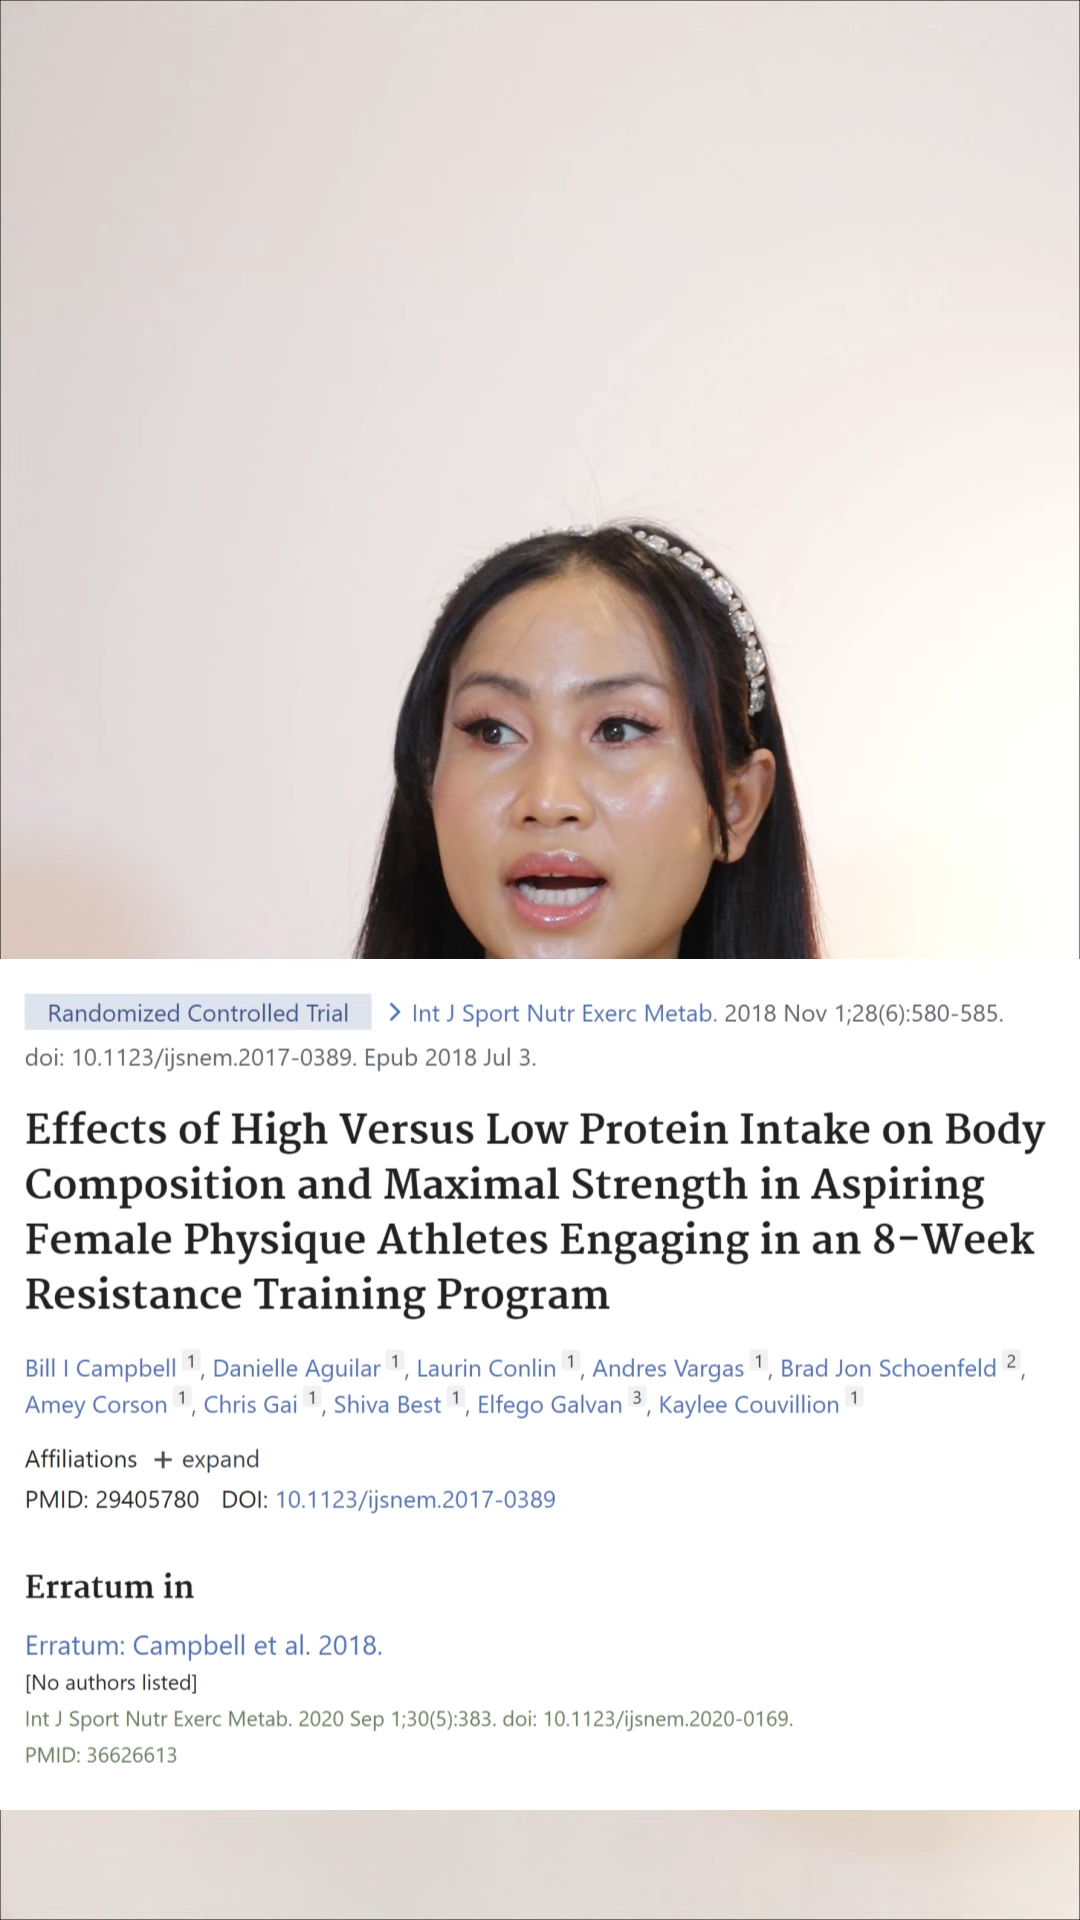 Randomized Controlled Trial > Int J Sport Nutr Exerc Metab. 2018 Nov 1;28(6):580-585.
doi: 10.1123/ijsnem.2017-0389. Epub 2018 Jul 3.
Effects of High Versus Low Protein Intake on Body
Composition and Maximal Strength in Aspiring
Female Physique Athletes Engaging in an 8-Week
Resistance Training Program
Bill I Campbell 1, Danielle Aguilar 1, Laurin Conlin 1, Andres Vargas 1, Brad Jon Schoenfeld 2,
Amey Corson 1, Chris Gai 1, Shiva Best 1, Elfego Galvan 3, Kaylee Couvillion 1
Affiliations + expand
PMID: 29405780 DOI: 10.1123/ijsnem.2017-0389
Erratum in
Erratum: Campbell et al. 2018.
[No authors listed]
Int J Sport Nutr Exerc Metab. 2020 Sep 1;30(5):383. doi: 10.1123/ijsnem.2020-0169.
PMID: 36626613